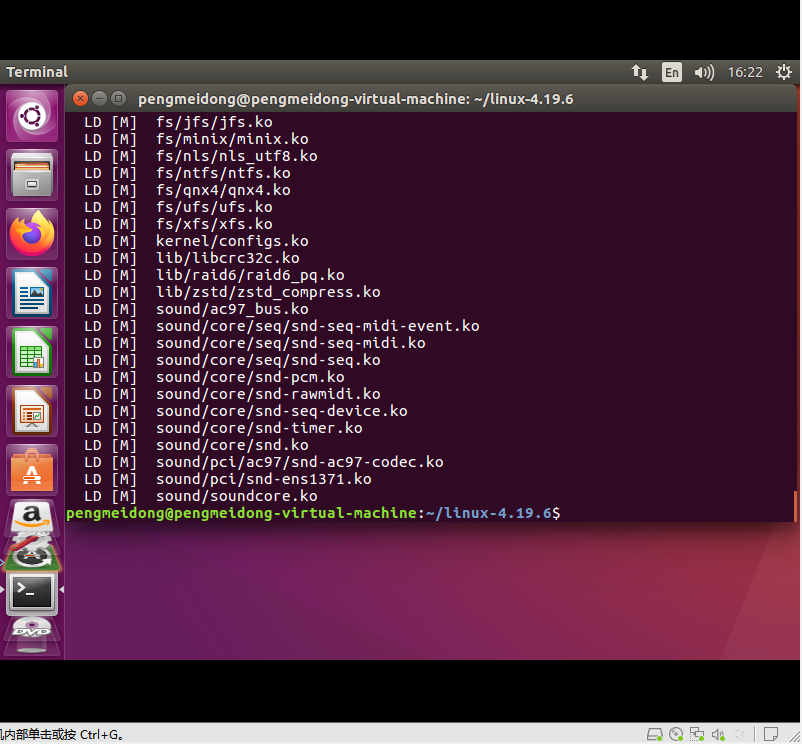 Terminal
En
16:22
pengmeidong@pengmeidong-virtual-machine: ~/linux-4.19.6
LD [M]  fs/jfs/jfs.ko
LD [M]  fs/minix/minix.ko
LD [M]  fs/nls/nls_utf8.ko
LD [M]  fs/ntfs/ntfs.ko
LD [M]  fs/qnx4/qnx4.ko
LD [M]  fs/ufs/ufs.ko
LD [M]  fs/xfs/xfs.ko
LD [M]  kernel/configs.ko
LD [M]  lib/libcrc32c.ko
LD [M]  lib/raid6/raid6_pq.ko
LD [M]  lib/zstd/zstd_compress.ko
LD [M]  sound/ac97_bus.ko
LD [M]  sound/core/seq/snd-seq-midi-event.ko
LD [M]  sound/core/seq/snd-seq-midi.ko
LD [M]  sound/core/seq/snd-seq.ko
LD [M]  sound/core/snd-pcm.ko
LD [M]  sound/core/snd-rawmidi.ko
LD [M]  sound/core/snd-seq-device.ko
LD [M]  sound/core/snd-timer.ko
LD [M]  sound/core/snd.ko
LD [M]  sound/pci/ac97/snd-ac97-codec.ko
LD [M]  sound/pci/snd-ens1371.ko
LD [M]  sound/soundcore.ko
pengmeidong@pengmeidong-virtual-machine:~/linux-4.19.6$
A
a
>_
DVD
内部单击或按 Ctrl+G。